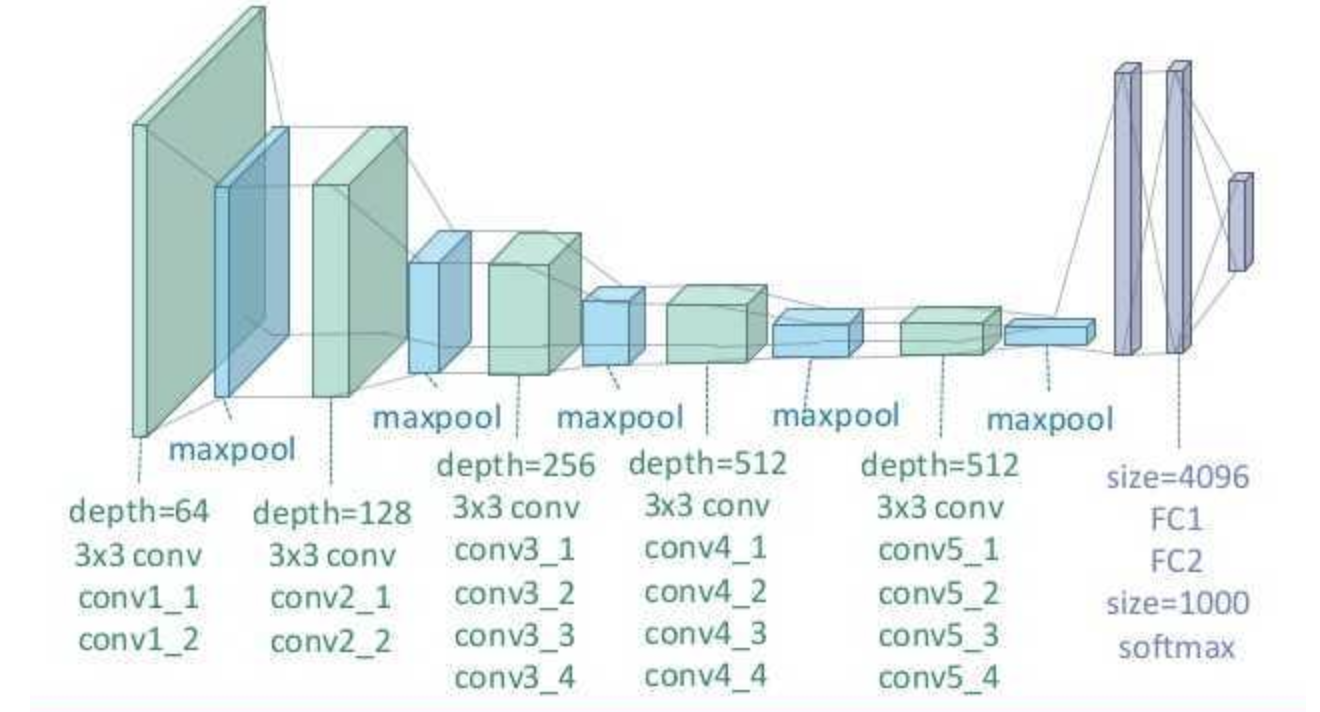 maxpool
maxpool
maxpool
maxpool
maxpool
depth=64
3x3 conv
conv1_1
conv1_2
depth=128
3x3 conv
conv2_1
conv2_2
depth=256
3x3 conv
conv3_1
conv3_2
conv3_3
conv3_4
depth=512
3x3 conv
conv4_1
conv4_2
conv4_3
conv4_4
depth=512
3x3 conv
conv5_1
conv5_2
conv5_3
conv5_4
size=4096
FC1
FC2
size=1000
softmax